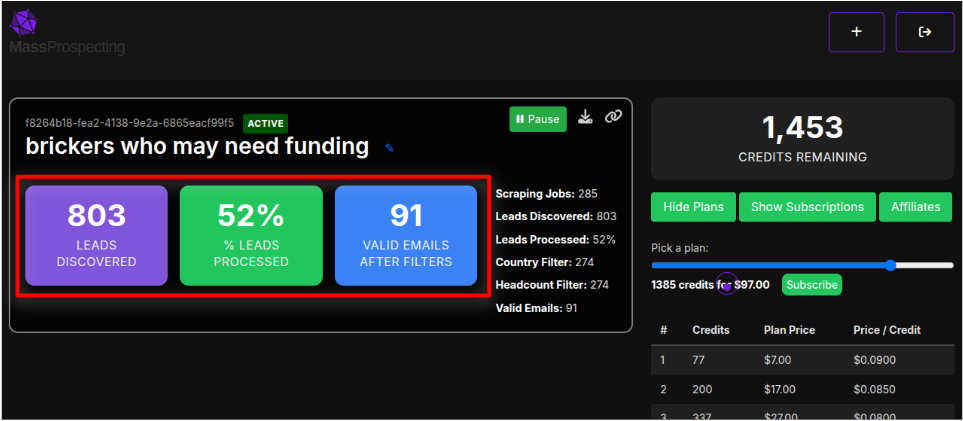 MassProspecting
f8264b18-fea2-4138-9e2a-6865eacf99f5 ACTIVE
Pause
brickers who may need funding
803
LEADS
DISCOVERED
52%
% LEADS
PROCESSED
91
VALID EMAILS
AFTER FILTERS
Scraping Jobs: 285
Leads Discovered: 803
Leads Processed: 52%
Country Filter: 274
Headcount Filter: 274
Valid Emails: 91
1,453
CREDITS REMAINING
Hide Plans Show Subscriptions Affiliates
Pick a plan:
1385 credits for $97.00 Subscribe
# Credits Plan Price Price / Credit
1 77 $7.00 $0.0900
2 200 $17.00 $0.0850
3 337 $27.00 $0.0800